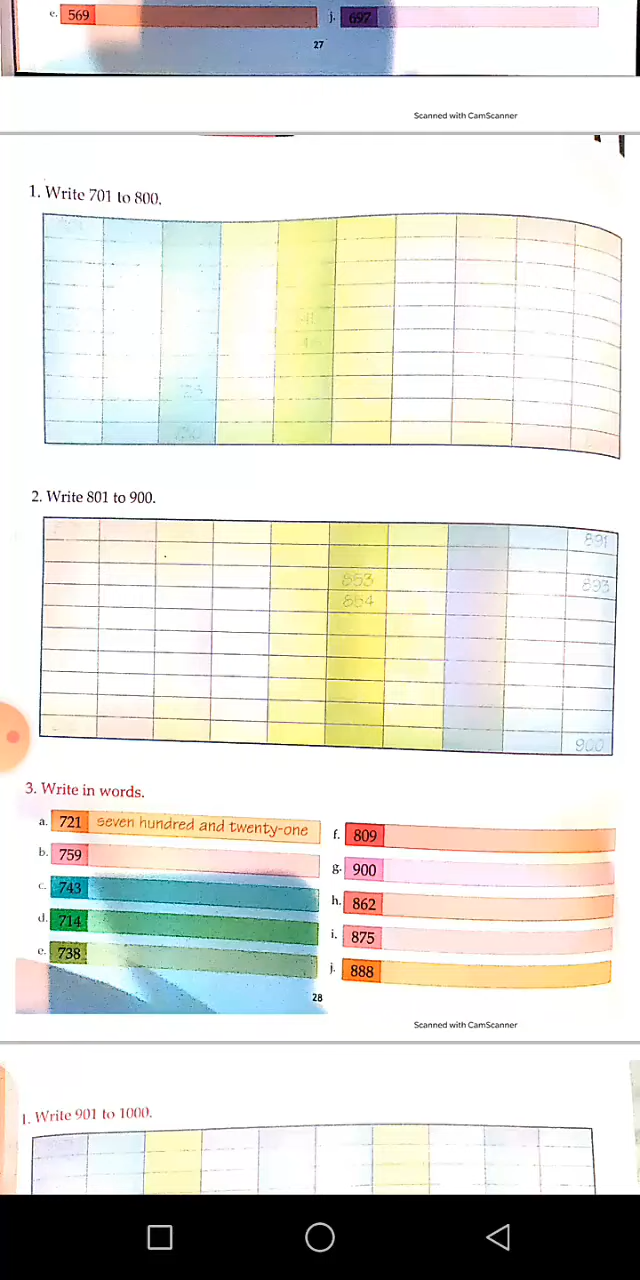 e. 569
j. 697
27
Scanned with CamScanner
1. Write 701 to 800.
2. Write 801 to 900.
891
853 893
854
900
3. Write in words.
a. 721 seven hundred and twenty-one
b. 759
c. 743
d. 714
e. 738
f. 809
g. 900
h. 862
i. 875
j. 888
28
Scanned with CamScanner
1. Write 901 to 1000.